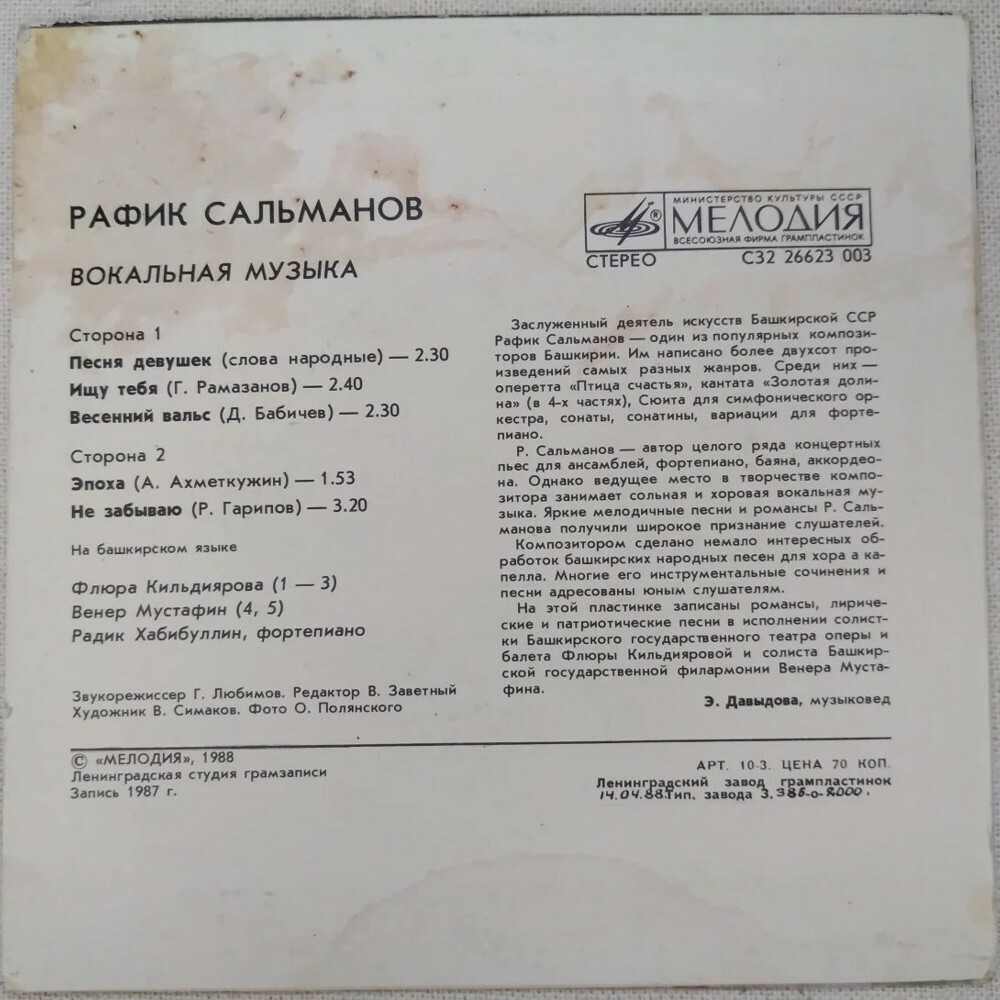 РАФИК САЛЬМАНОВ
ВОКАЛЬНАЯ МУЗЫКА
Сторона 1
Песня девушек (слова народные) — 2.30
Ищу тебя (Г. Рамазанов) — 2.40
Весенний вальс (Д. Бабичев) — 2.30
Сторона 2
Эпоха (А. Ахметкужин) — 1.53
Не забываю (Р. Гарипов) — 3.20
На башкирском языке
Флюра Кильдиярова (1 — 3)
Венер Мустафин (4, 5)
Радик Хабибуллин, фортепиано
Звукорежиссер Г. Любимов. Редактор В. Заветный
Художник В. Симаков. Фото О. Полянского
МИНИСТЕРСТВО КУЛЬТУРЫ СССР
® МЕЛОДИЯ
ВСЕСОЮЗНАЯ ФИРМА ГРАМПЛАСТИНОК
СТЕРЕО С32 26623 003
Заслуженный деятель искусств Башкирской ССР
Рафик Сальманов — один из популярных компози-
торов Башкирии. Им написано более двухсот про-
изведений самых разных жанров. Среди них —
оперетта «Птица счастья», кантата «Золотая доли-
на» (в 4-х частях), Сюита для симфонического ор-
кестра, сонаты, сонатины, вариации для форте-
пиано.
Р. Сальманов — автор целого ряда концертных
пьес для ансамблей, фортепиано, баяна, аккордео-
на. Однако ведущее место в творчестве компо-
зитора занимает сольная и хоровая вокальная му-
зыка. Яркие мелодичные песни и романсы Р. Саль-
манова получили широкое признание слушателей.
Композитором сделано немало интересных об-
работок башкирских народных песен для хора а ка-
пелла. Многие его инструментальные сочинения и
песни адресованы юным слушателям.
На этой пластинке записаны романсы, лириче-
ские и патриотические песни в исполнении солист-
ки Башкирского государственного театра оперы и
балета Флюры Кильдияровой и солиста Башкир-
ской государственной филармонии Венера Муста-
фина.
Э. Давыдова, музыковед
© «МЕЛОДИЯ», 1988
Ленинградская студия грамзаписи
Запись 1987 г.
АРТ. 10-3. ЦЕНА 70 КОП.
Ленинградский завод грампластинок
14.04.88. Тип. завода З. 385-о-2000.